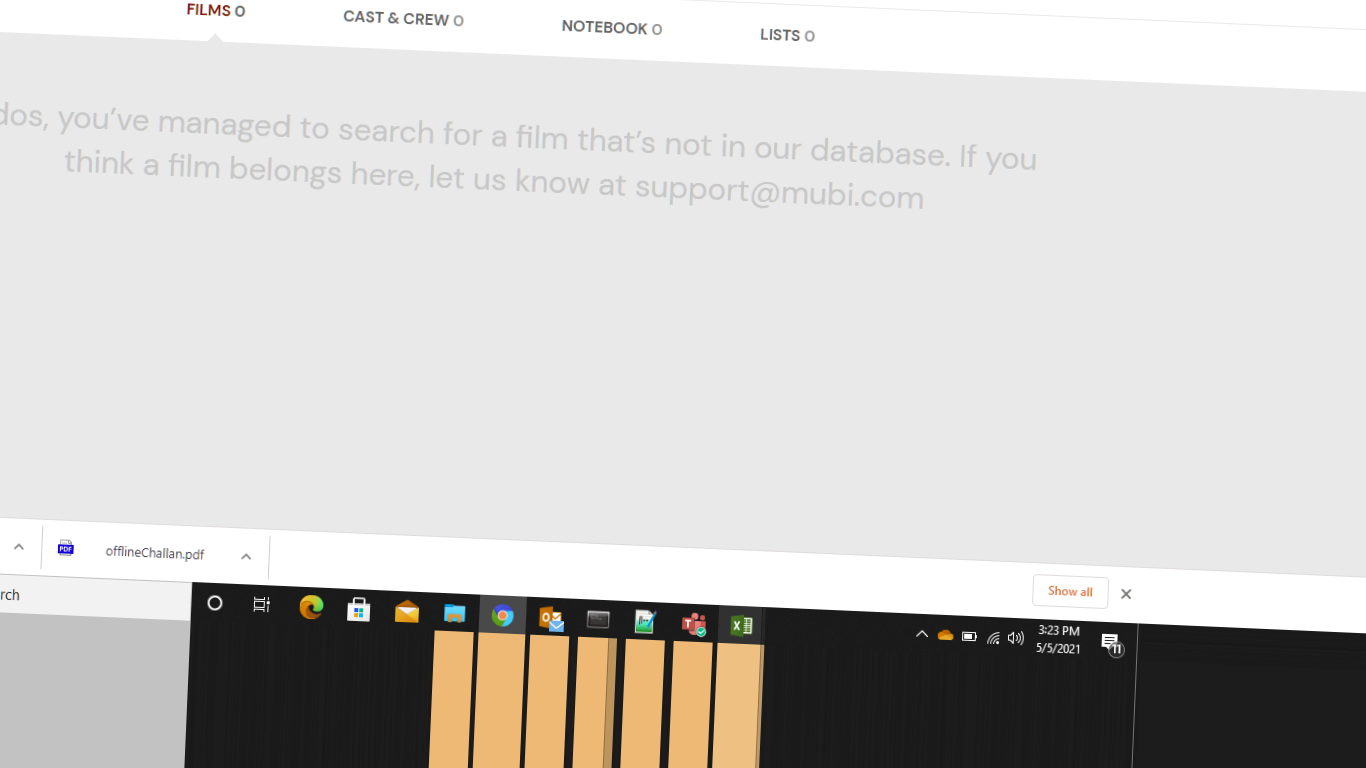 FILMS 0
CAST & CREW 0
NOTEBOOK 0
LISTS 0
you've managed to search for a film that's not in our database. If you
think a film belongs here, let us know at support@mubi.com
PDF
offlineChallan.pdf
Show all
3:23 PM
5/5/2021
11